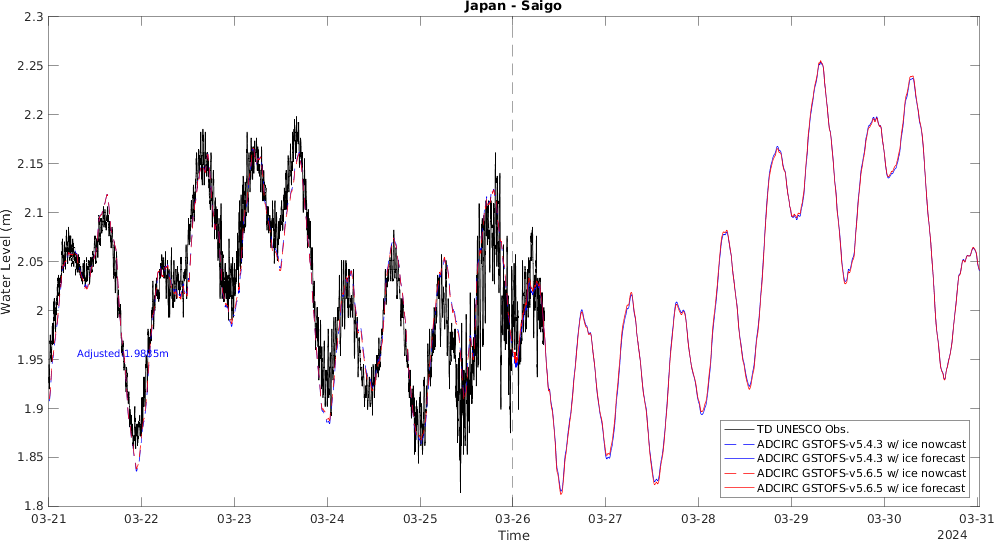 Japan - Saigo
2.3
2.25
2.2
2.15
2.1
2.05
2
1.95
1.9
1.85
1.8
Water Level (m)
Adjusted 1.9835m
TD UNESCO Obs.
ADCIRC GSTOFS-v5.4.3 w/ ice nowcast
ADCIRC GSTOFS-v5.4.3 w/ ice forecast
ADCIRC GSTOFS-v5.6.5 w/ ice nowcast
ADCIRC GSTOFS-v5.6.5 w/ ice forecast
03-21 03-22 03-23 03-24 03-25 03-26 03-27 03-28 03-29 03-30 03-31
Time
2024